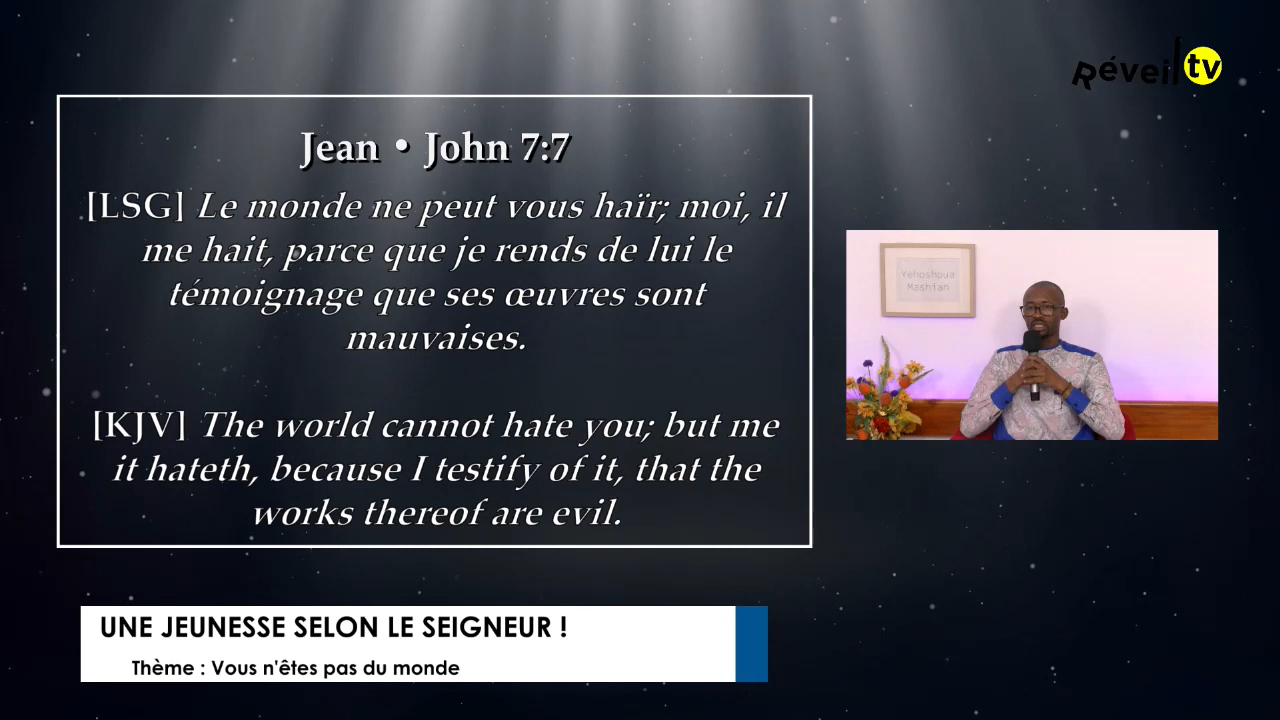 Réveil tv
Jean • John 7:7
[LSG] Le monde ne peut vous haïr; moi, il
me hait, parce que je rends de lui le
témoignage que ses œuvres sont
mauvaises.
[KJV] The world cannot hate you; but me
it hateth, because I testify of it, that the
works thereof are evil.
Yehoshoua
Mashian
UNE JEUNESSE SELON LE SEIGNEUR !
Thème : Vous n'êtes pas du monde